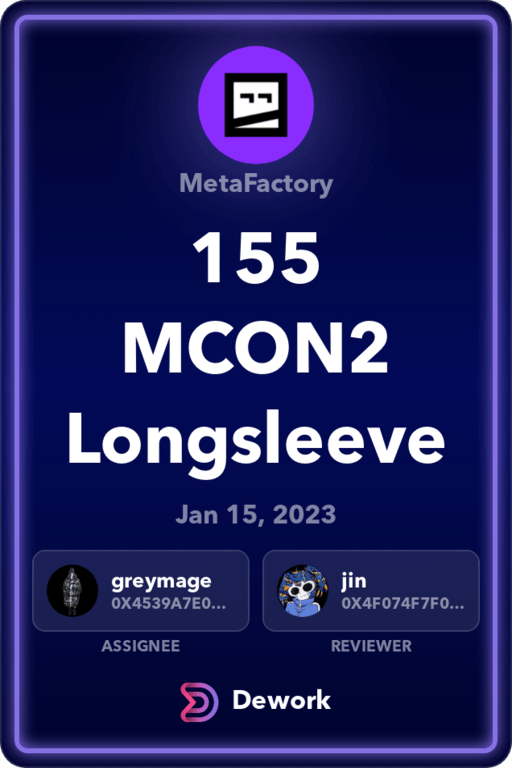 MetaFactory
155
MCON2
Longsleeve
Jan 15, 2023
greymage
0X4539A7E0...
ASSIGNEE
jin
0X4F074F7F0...
REVIEWER
Dework